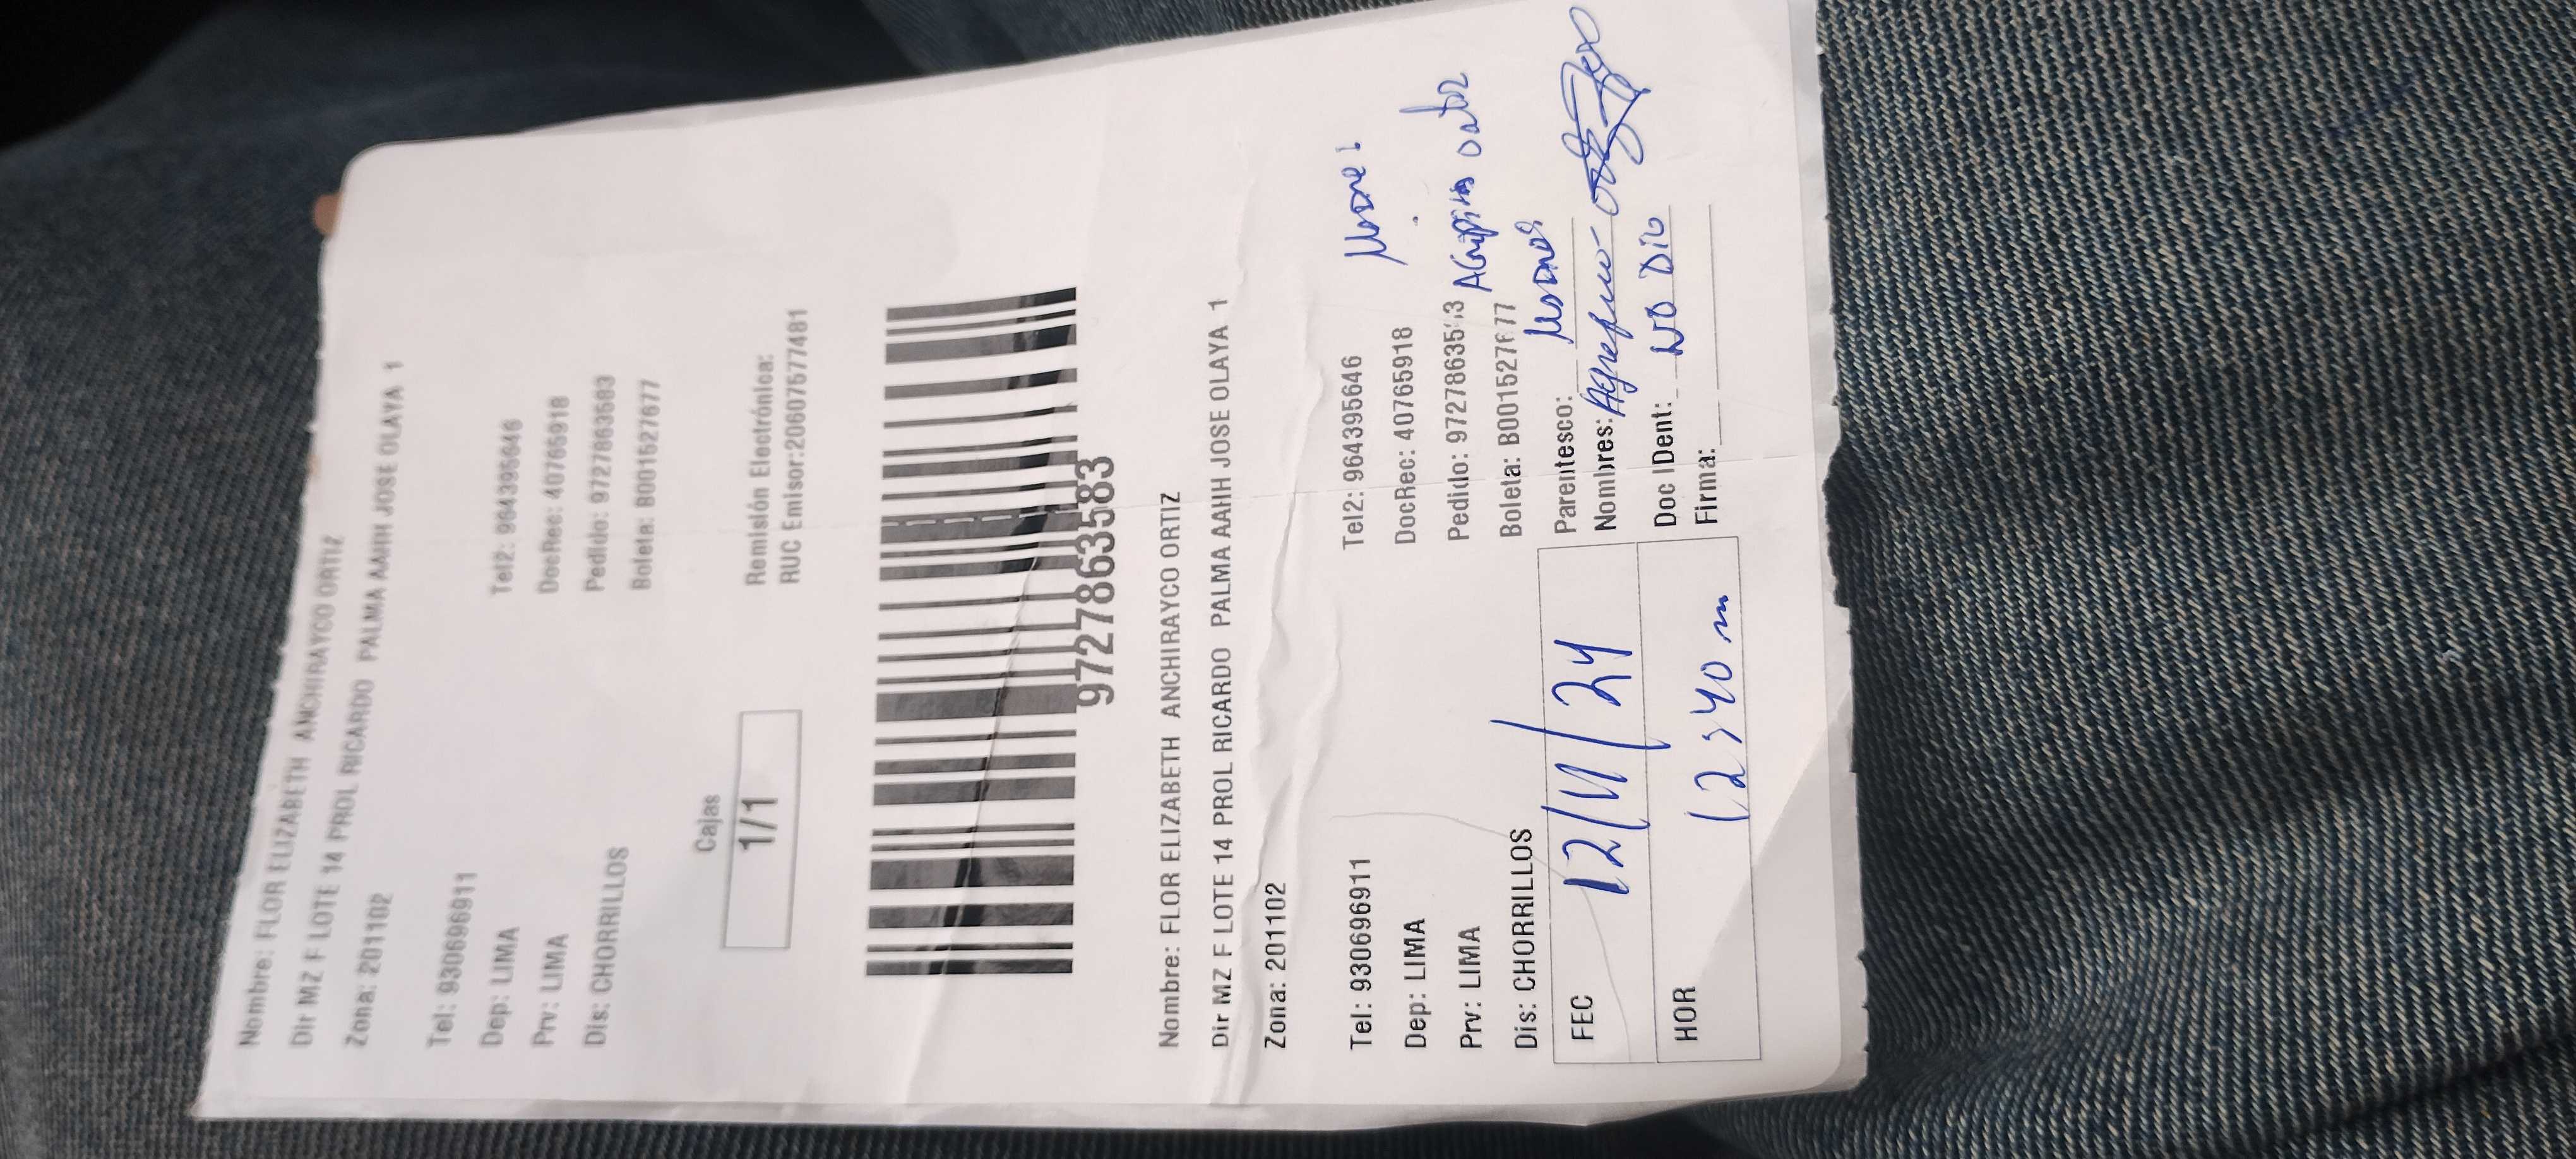 Nombre: FLOR ELIZABETH ANCHIRAYCO ORTIZ
Dir MZ F LOTE 14 PROL RICARDO PALMA AAHH JOSE OLAYA 1
Zona: 201102
Tel: 930696911 Tel2: 964395646
Dep: LIMA DocRec: 40765918
Prv: LIMA Pedido: 972786 3583
Dis: CHORRILLOS Boleta: B001527677
Cajas
1/1
Remisión Electrónica:
RUC Emisor:20607577481
9727863583
Nombre: FLOR ELIZABETH ANCHIRAYCO ORTIZ
Dir MZ F LOTE 14 PROL RICARDO PALMA AAHH JOSE OLAYA 1
Zona: 201102
Tel: 930696911 Tel2: 964395646
Dep: LIMA DocRec: 40765918
Prv: LIMA Pedido: 9727863583
Dis: CHORRILLOS Boleta: B001527677
FEC 12/11/24 Parentesco:
Nombres:
HOR 12:40 m Doc IDent: NO DIO
Firma: